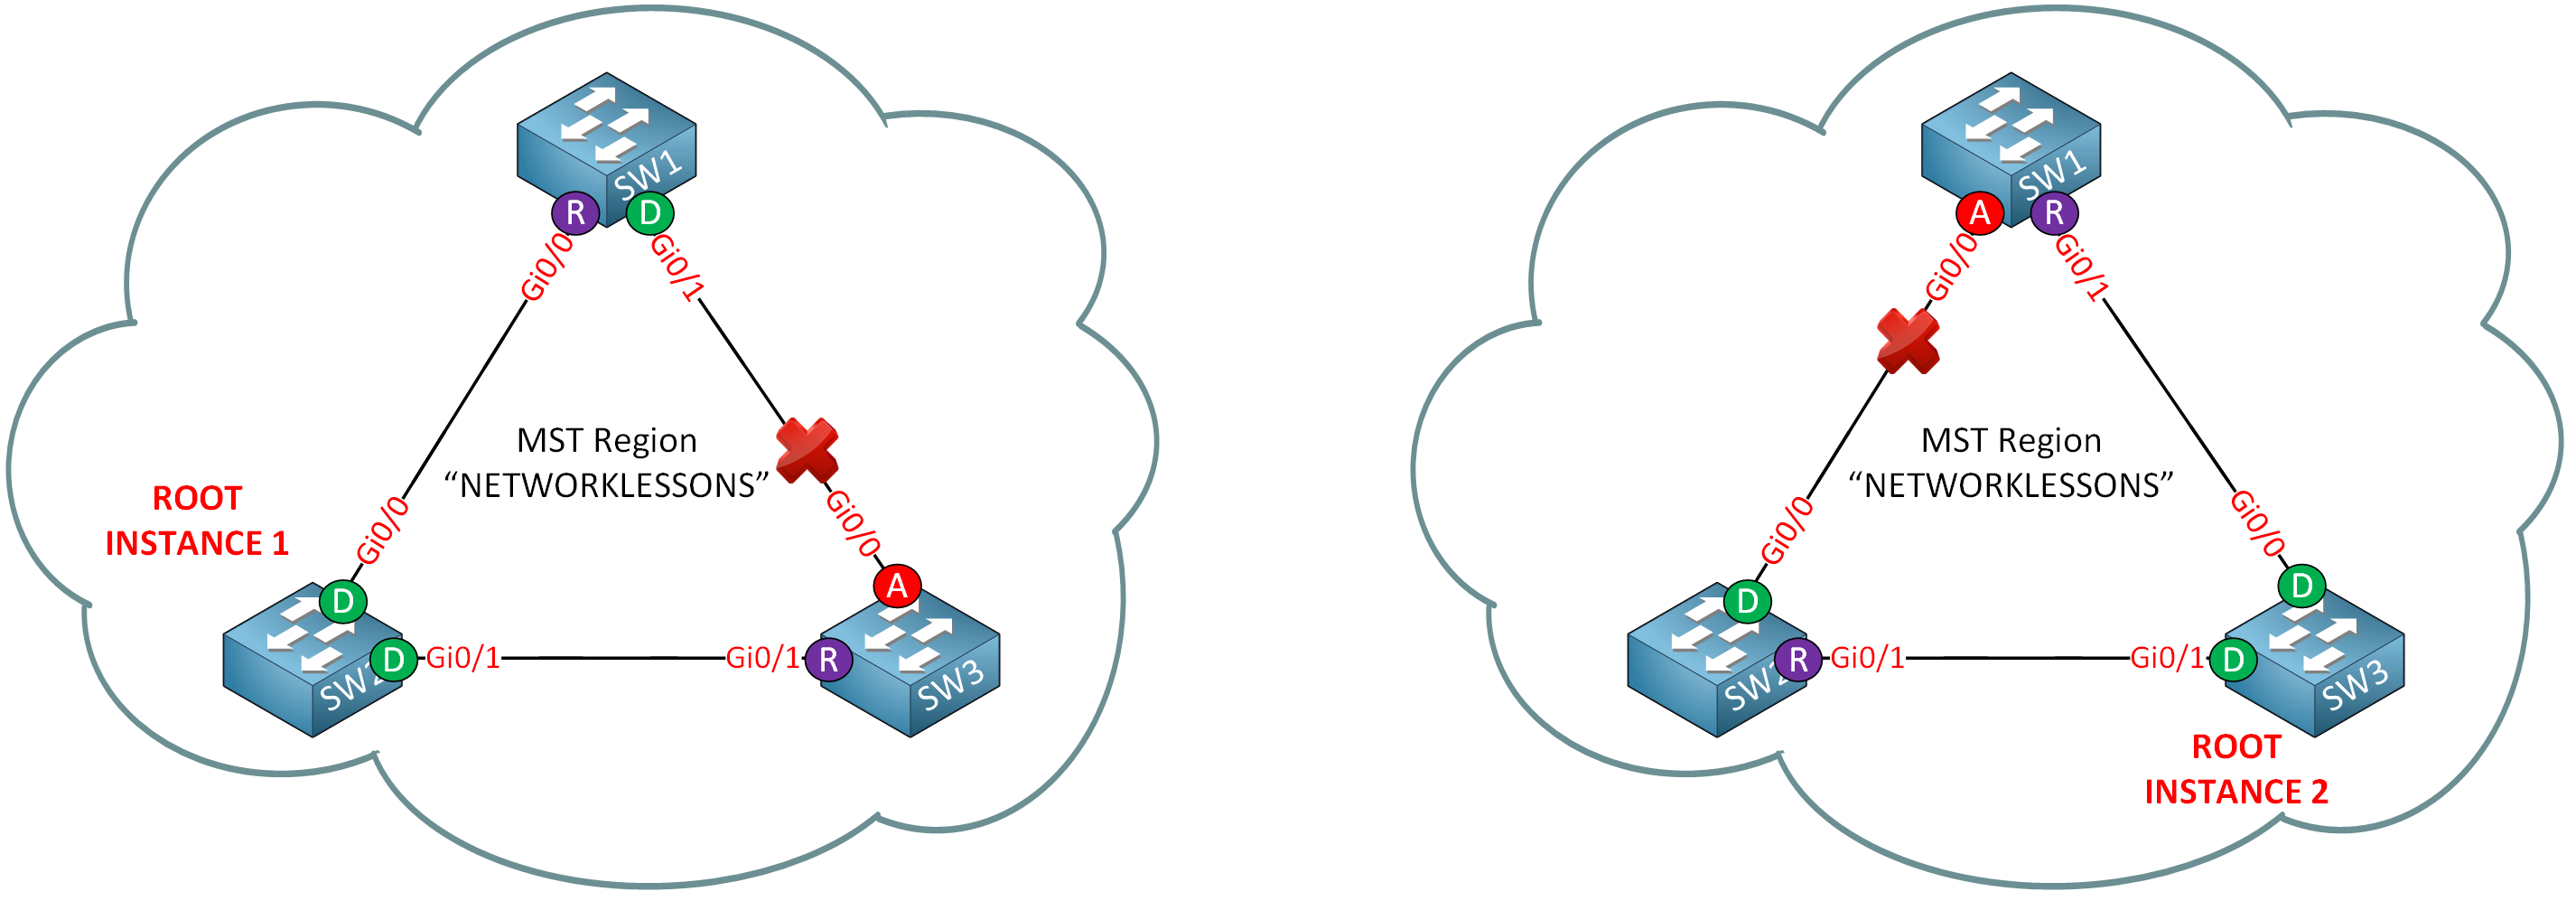 SW1
R
D
Gi0/0
Gi0/1
MST Region
“NETWORKLESSONS”
ROOT
INSTANCE 1
Gi0/0
Gi0/0
D
A
D
Gi0/1
Gi0/1
R
SW2
SW3
SW1
A
R
Gi0/0
Gi0/1
MST Region
“NETWORKLESSONS”
Gi0/0
Gi0/0
D
D
R
Gi0/1
Gi0/1
D
SW2
SW3
ROOT
INSTANCE 2